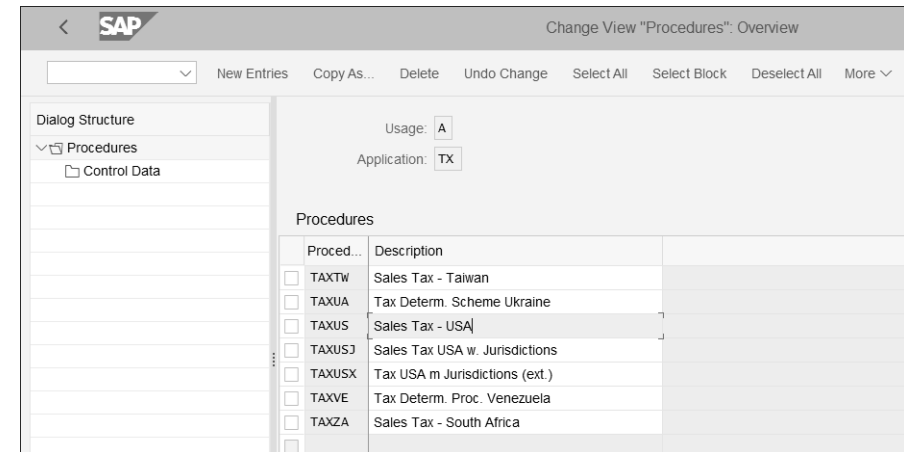 SAP Change View "Procedures": Overview
New Entries Copy As... Delete Undo Change Select All Select Block Deselect All More
Dialog Structure
Procedures
Control Data
Usage: A
Application: TX
Procedures
Proced... Description
TAXTW Sales Tax - Taiwan
TAXUA Tax Determ. Scheme Ukraine
TAXUS Sales Tax - USA
TAXUSJ Sales Tax USA w. Jurisdictions
TAXUSX Tax USA m Jurisdictions (ext.)
TAXVE Tax Determ. Proc. Venezuela
TAXZA Sales Tax - South Africa